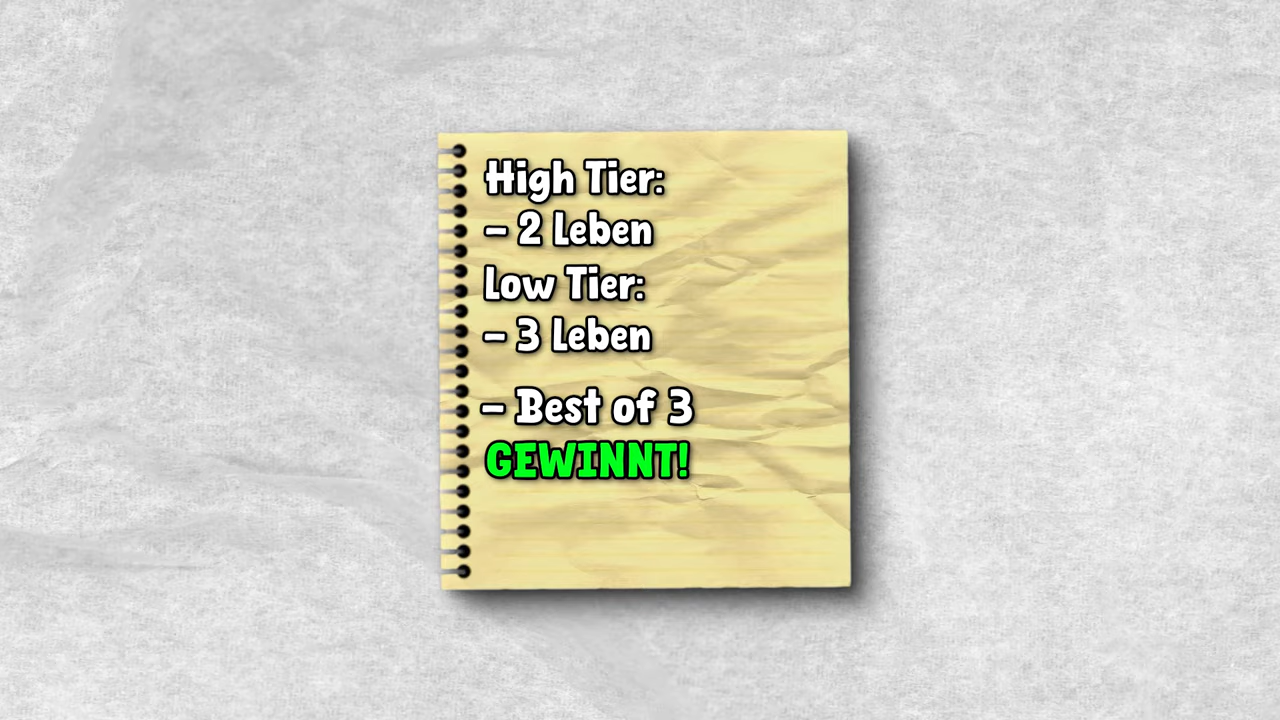 High Tier:
– 2 Leben
Low Tier:
– 3 Leben
– Best of 3
GEWINNT!